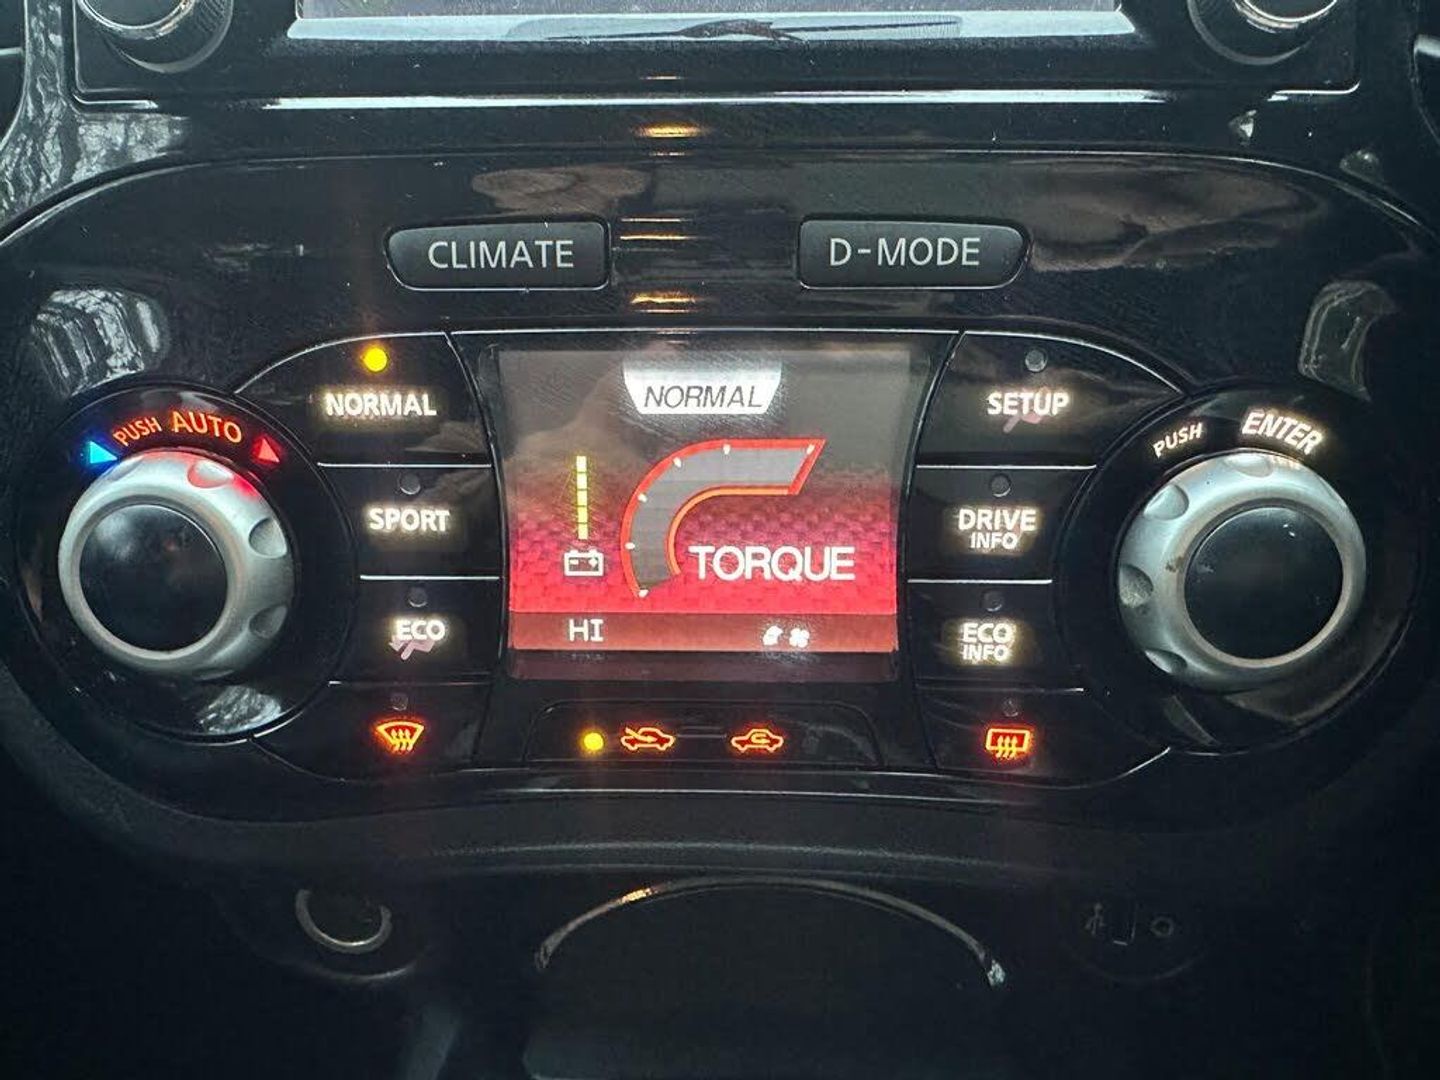 CLIMATE
D-MODE
NORMAL
NORMAL
SETUP
PUSH AUTO
PUSH ENTER
SPORT
DRIVE
INFO
TORQUE
ECO
HI
ECO
INFO